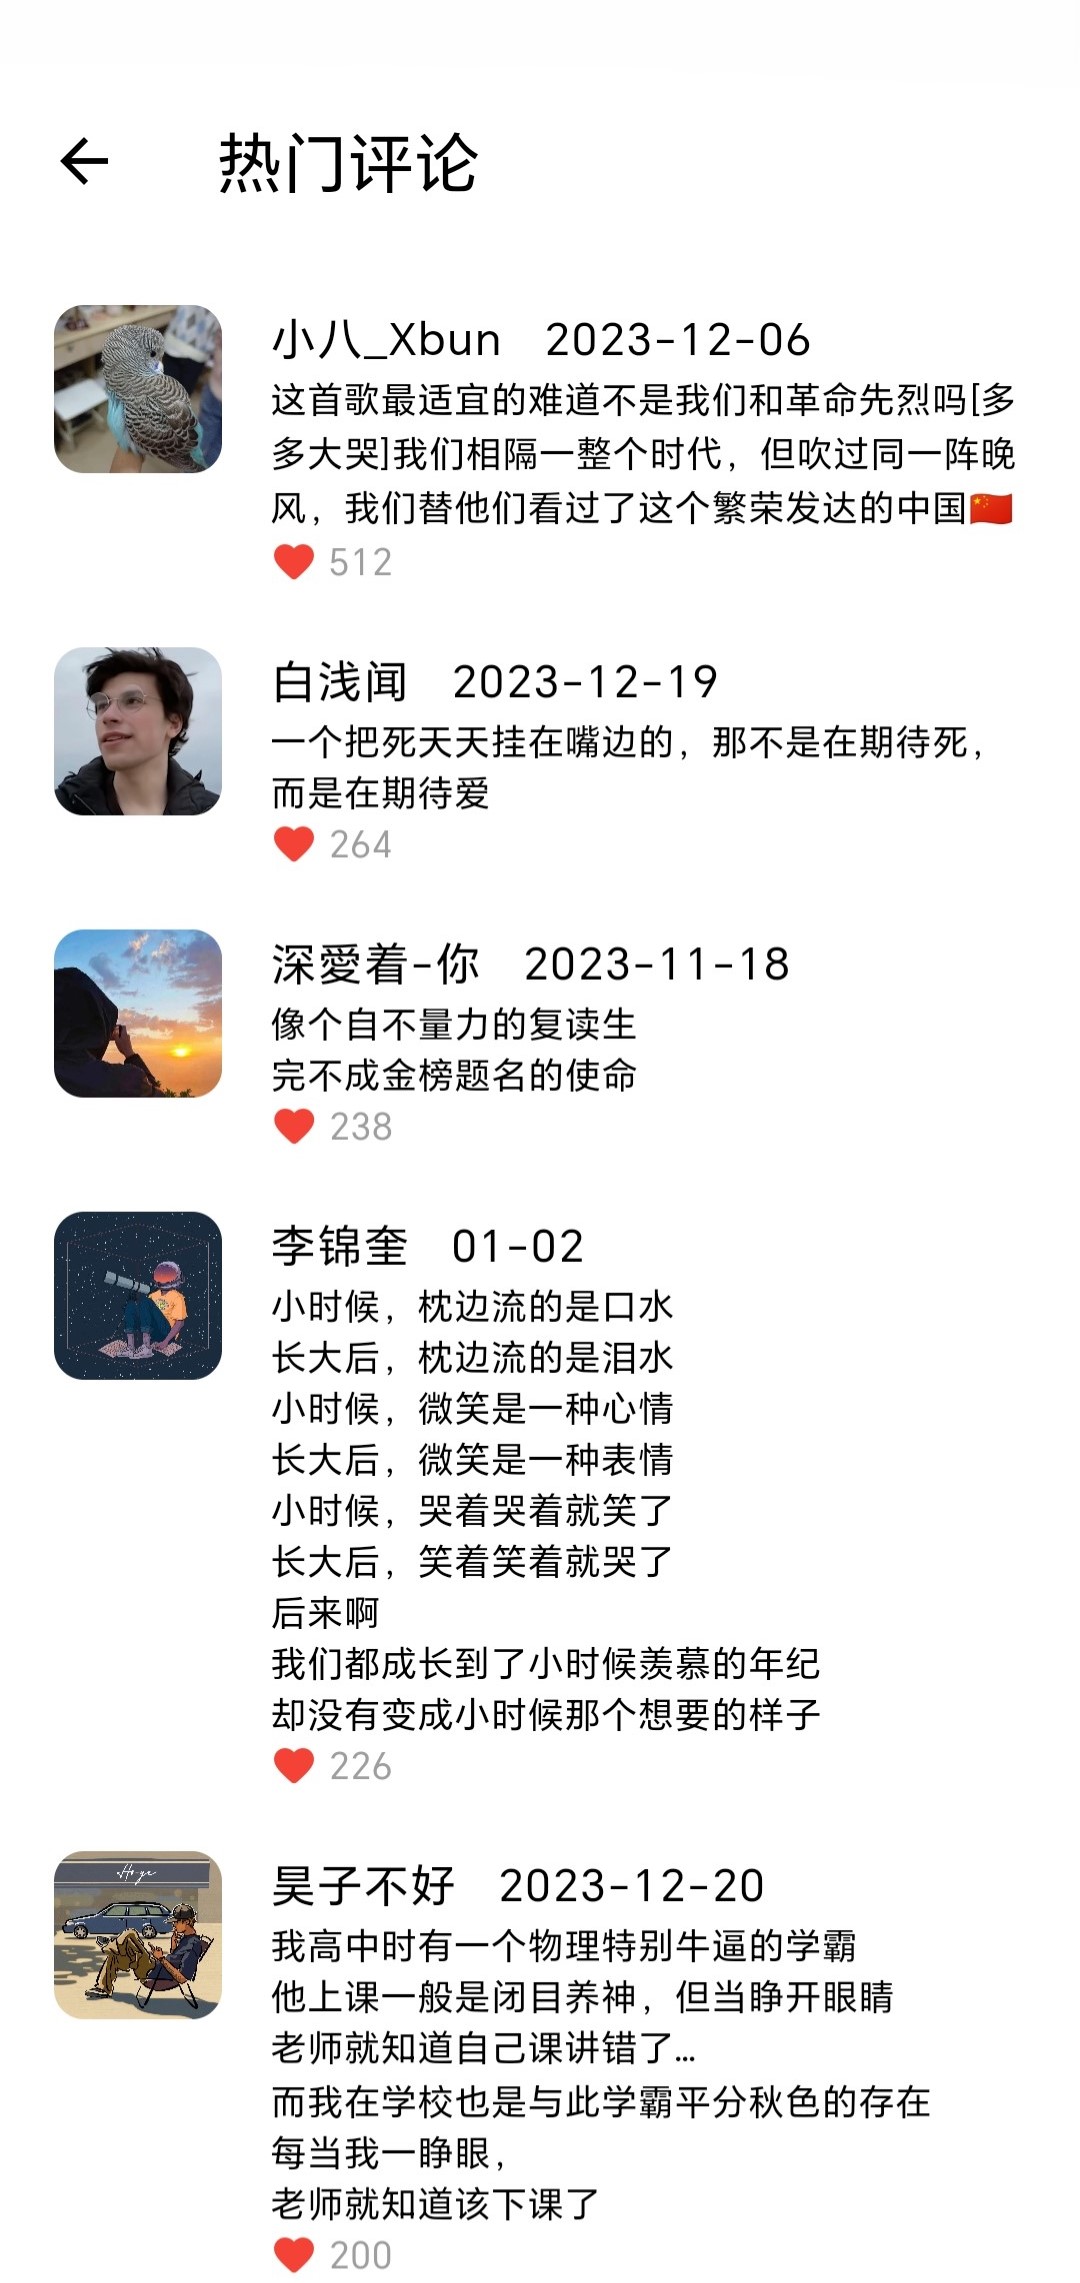 热门评论
小八_Xbun 2023-12-06
这首歌最适宜的难道不是我们和革命先烈吗[多
多大哭]我们相隔一整个时代，但吹过同一阵晚
风，我们替他们看过了这个繁荣发达的中国🇨🇳
512
白浅闻 2023-12-19
一个把死天天挂在嘴边的，那不是在期待死，
而是在期待爱
264
深愛着-你 2023-11-18
像个自不量力的复读生
完不成金榜题名的使命
238
李锦奎 01-02
小时候，枕边流的是口水
长大后，枕边流的是泪水
小时候，微笑是一种心情
长大后，微笑是一种表情
小时候，哭着哭着就笑了
长大后，笑着笑着就哭了
后来啊
我们都成长到了小时候羡慕的年纪
却没有变成小时候那个想要的样子
226
昊子不好 2023-12-20
我高中时有一个物理特别牛逼的学霸
他上课一般是闭目养神，但当睁开眼睛
老师就知道自己课讲错了…
而我在学校也是与此学霸平分秋色的存在
每当我一睁眼，
老师就知道该下课了
200